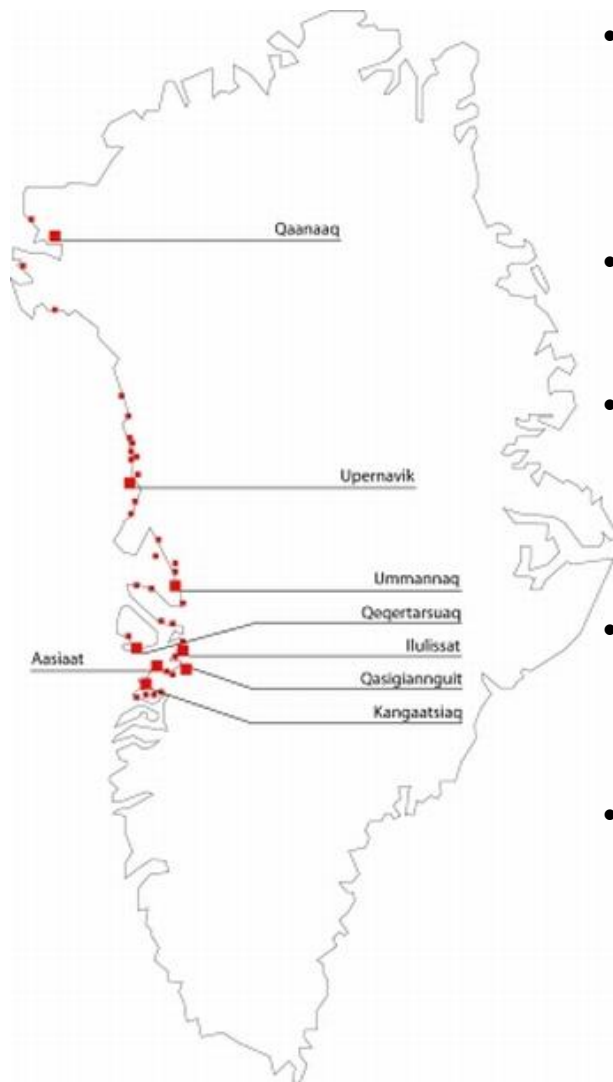 Qaanaaq
Upernavik
Ummannaq
Qeqertarsuaq
Ilulissat
Aasiaat
Qasigiannguit
Kangaatsiaq